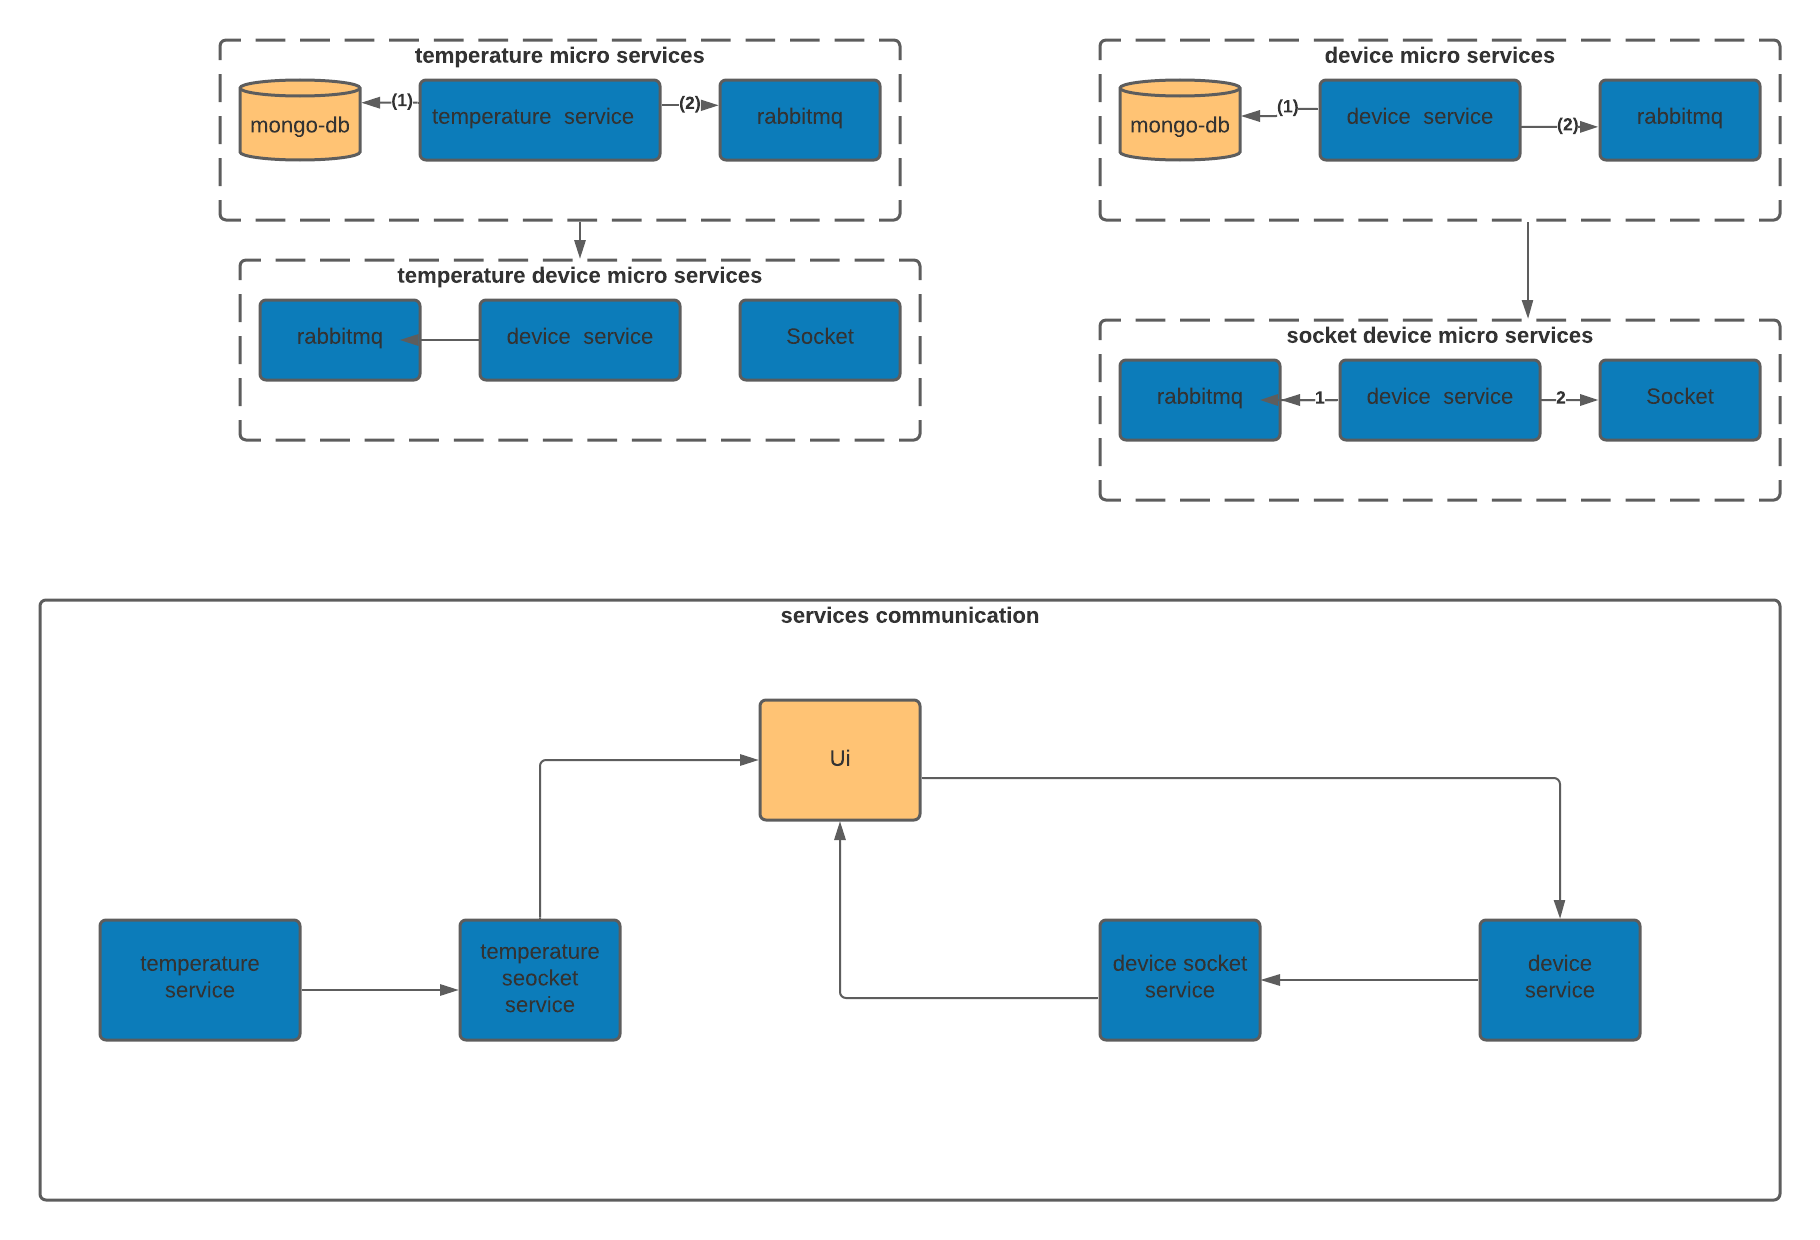 temperature micro services
mongo-db
(1)
temperature service
(2)
rabbitmq
device micro services
mongo-db
(1)
device service
(2)
rabbitmq
temperature device micro services
rabbitmq
device service
Socket
socket device micro services
rabbitmq
1
device service
2
Socket
services communication
Ui
temperature
service
temperature
seocket
service
device socket
service
device
service